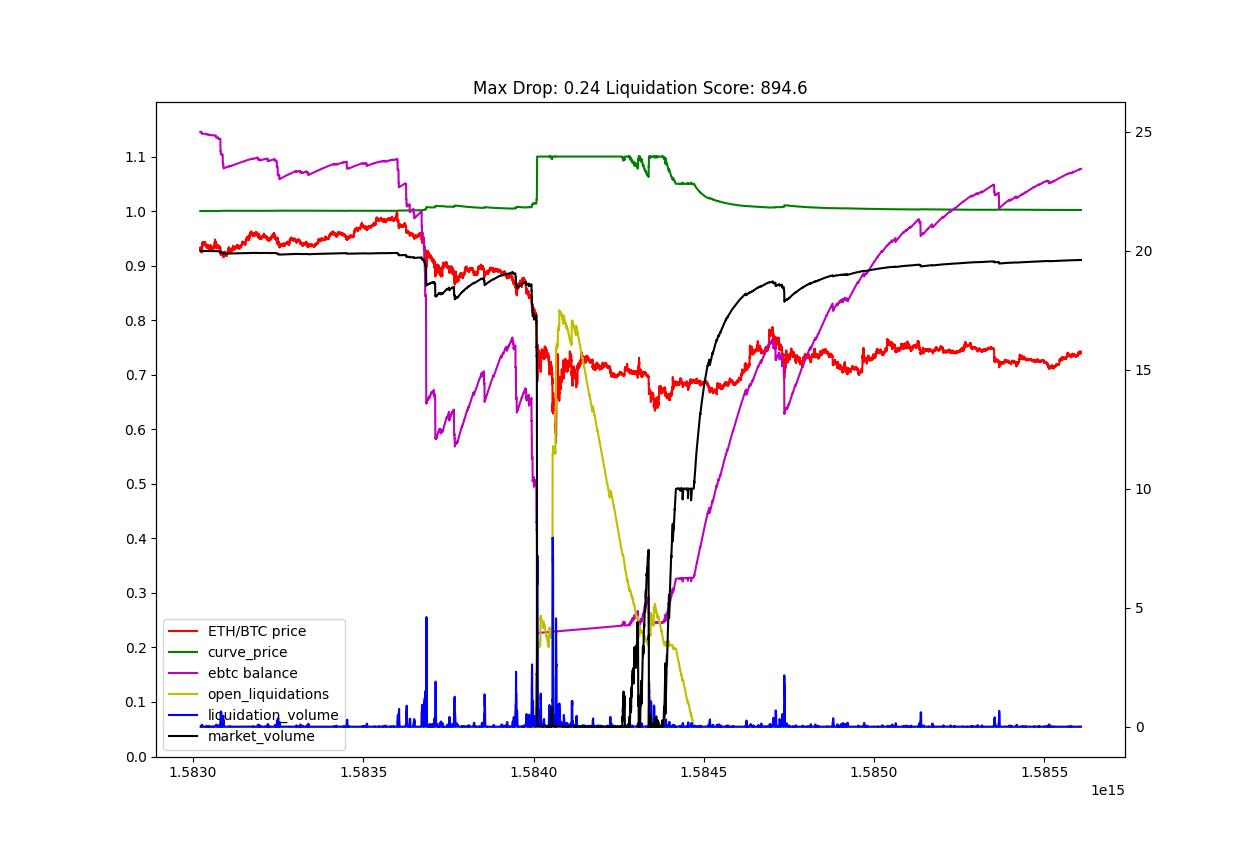 Max Drop: 0.24 Liquidation Score: 894.6
1.1
1.0
0.9
0.8
0.7
0.6
0.5
0.4
0.3
0.2
0.1
0.0
25
20
15
10
5
0
ETH/BTC price
curve_price
ebtc balance
open_liquidations
liquidation_volume
market_volume
1.5830 1.5835 1.5840 1.5845 1.5850 1.5855
1e15